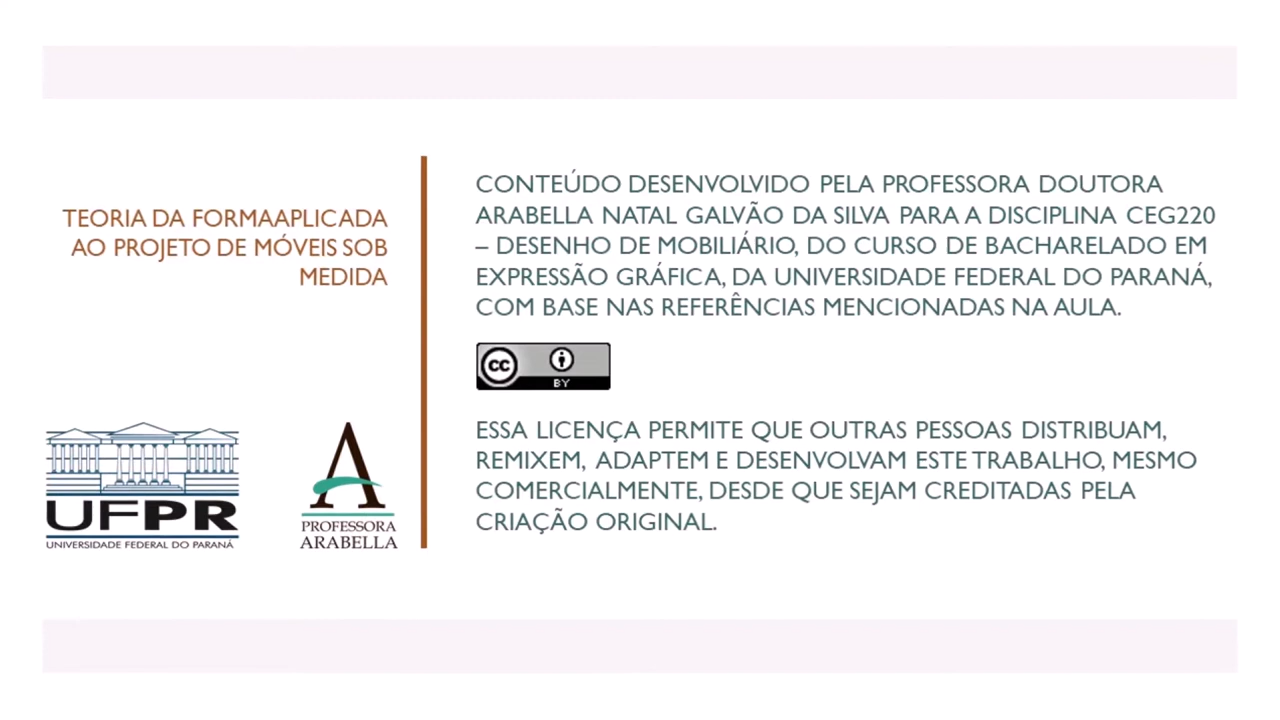 TEORIA DA FORMAAPLICADA
AO PROJETO DE MÓVEIS SOB
MEDIDA
UFPR
UNIVERSIDADE FEDERAL DO PARANÁ
A
PROFESSORA
ARABELLA
CONTEÚDO DESENVOLVIDO PELA PROFESSORA DOUTORA
ARABELLA NATAL GALVÃO DA SILVA PARA A DISCIPLINA CEG220
– DESENHO DE MOBILIÁRIO, DO CURSO DE BACHARELADO EM
EXPRESSÃO GRÁFICA, DA UNIVERSIDADE FEDERAL DO PARANÁ,
COM BASE NAS REFERÊNCIAS MENCIONADAS NA AULA.
cc
BY
ESSA LICENÇA PERMITE QUE OUTRAS PESSOAS DISTRIBUAM,
REMIXEM, ADAPTEM E DESENVOLVAM ESTE TRABALHO, MESMO
COMERCIALMENTE, DESDE QUE SEJAM CREDITADAS PELA
CRIAÇÃO ORIGINAL.